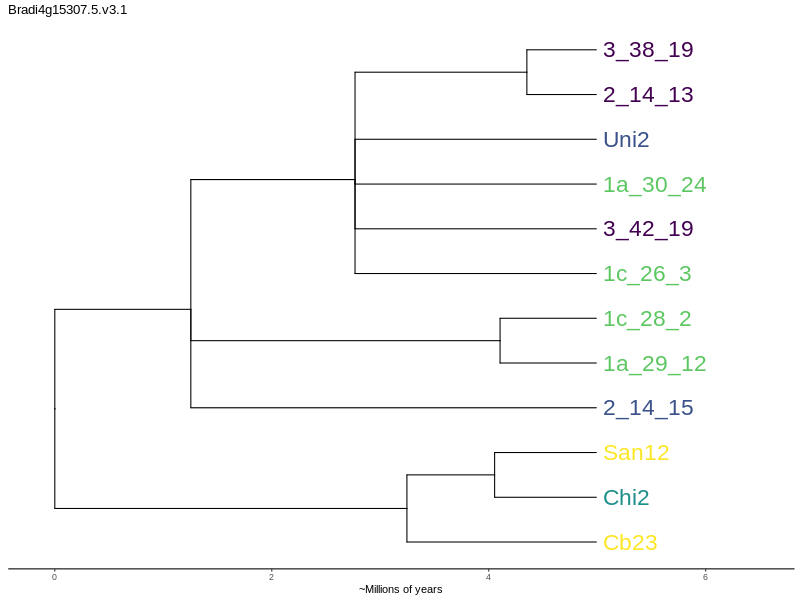 Bradi4g15307.5.v3.1
3_38_19
2_14_13
Uni2
1a_30_24
3_42_19
1c_26_3
1c_28_2
1a_29_12
2_14_15
San12
Chi2
Cb23
0 2 4 6
~Millions of years